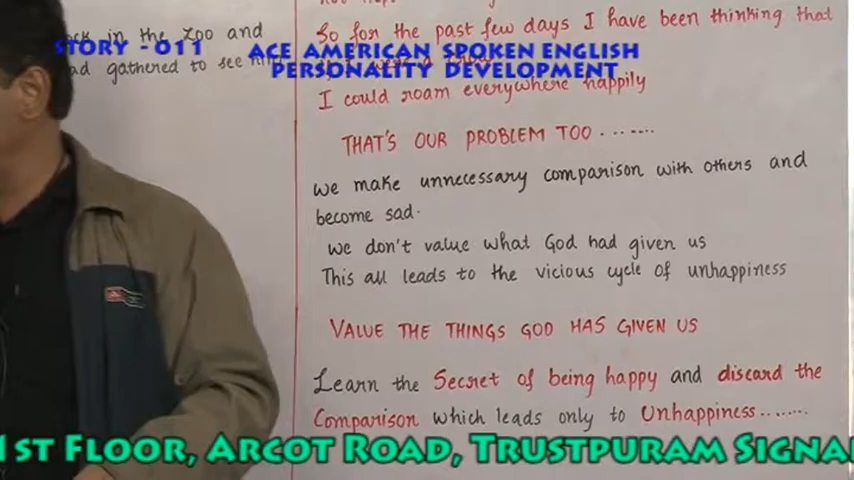 ck in the Zoo and
ad gathered to see him
STORY - 011
ACE AMERICAN SPOKEN ENGLISH
PERSONALITY DEVELOPMENT
So for the past few days I have been thinking that
I could roam everywhere happily
THAT'S OUR PROBLEM TOO .......
we make unnecessary comparison with others and
become sad.
we don't value what God had given us
This all leads to the vicious cycle of unhappiness
VALUE THE THINGS GOD HAS GIVEN US
Learn the Secret of being happy and discard the
Comparison which leads only to Unhappiness........
1ST FLOOR, ARCOT ROAD, TRUSTPURAM SIGNA